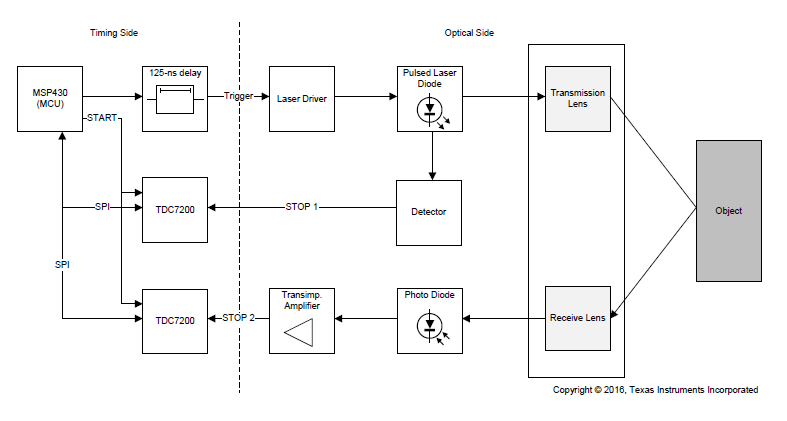 Timing Side
Optical Side
MSP430
(MCU)
125-ns delay
Trigger
Laser Driver
Pulsed Laser
Diode
Transmission
Lens
START
Object
TDC7200
SPI
STOP 1
Detector
SPI
TDC7200
STOP 2
Transimp.
Amplifier
Photo Diode
Receive Lens
Copyright © 2016, Texas Instruments Incorporated